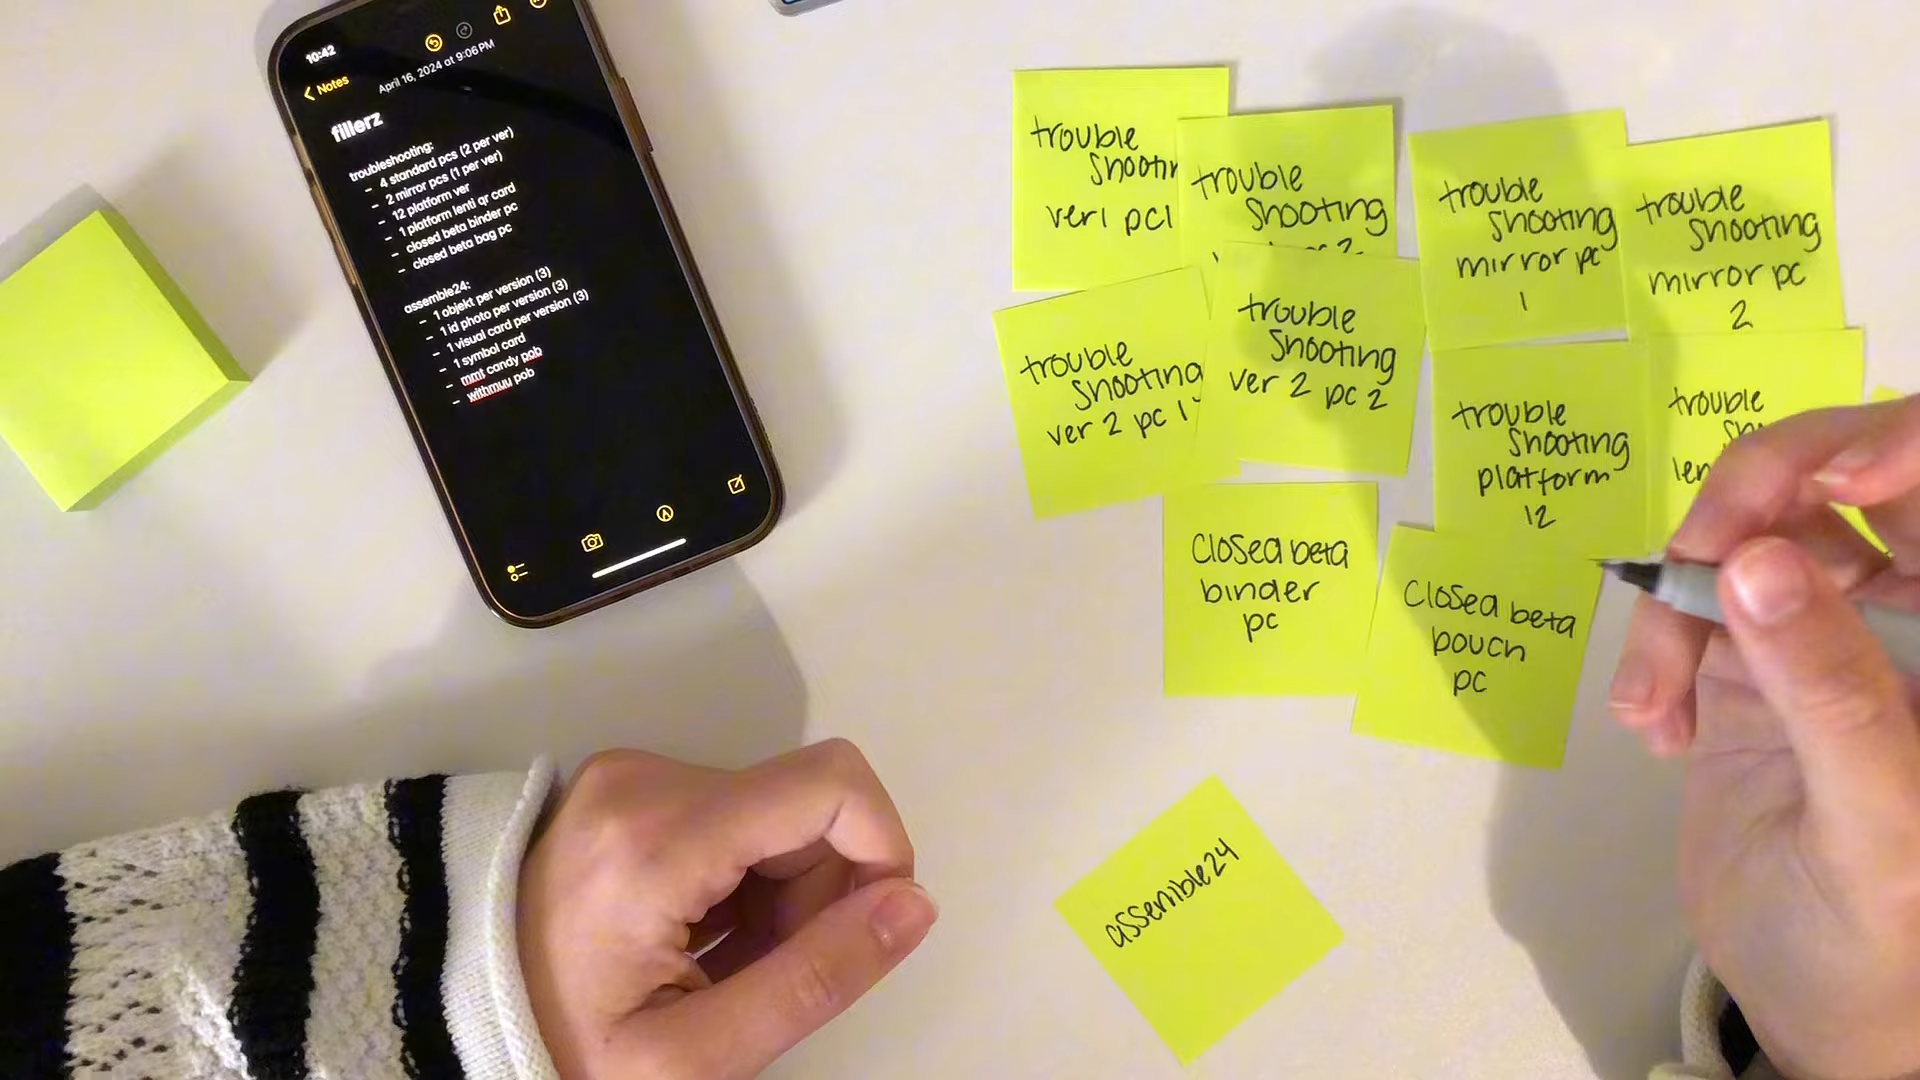 10:42
Notes
April 16, 2024 at 9:06 PM
fillerz
troubleshooting:
- 4 standard pcs (2 per ver)
- 2 mirror pcs (1 per ver)
- 12 platform ver
- 1 platform lenti qr card
- closed beta binder pc
- closed beta bag pc
assemble24:
- 1 objekt per version (3)
- 1 id photo per version (3)
- 1 visual card per version (3)
- 1 symbol card
- mmt candy pob
- withmuu pob
trouble
shootin
ver1 pc1
trouble
shooting
2
trouble
shooting
mirror pc
1
trouble
shooting
mirror pc
2
trouble
shooting
ver 2 pc 1
trouble
shooting
ver 2 pc 2
trouble
shooting
platform
12
trouble
sh
len
closed beta
binder
pc
closed beta
pouch
pc
assemble24